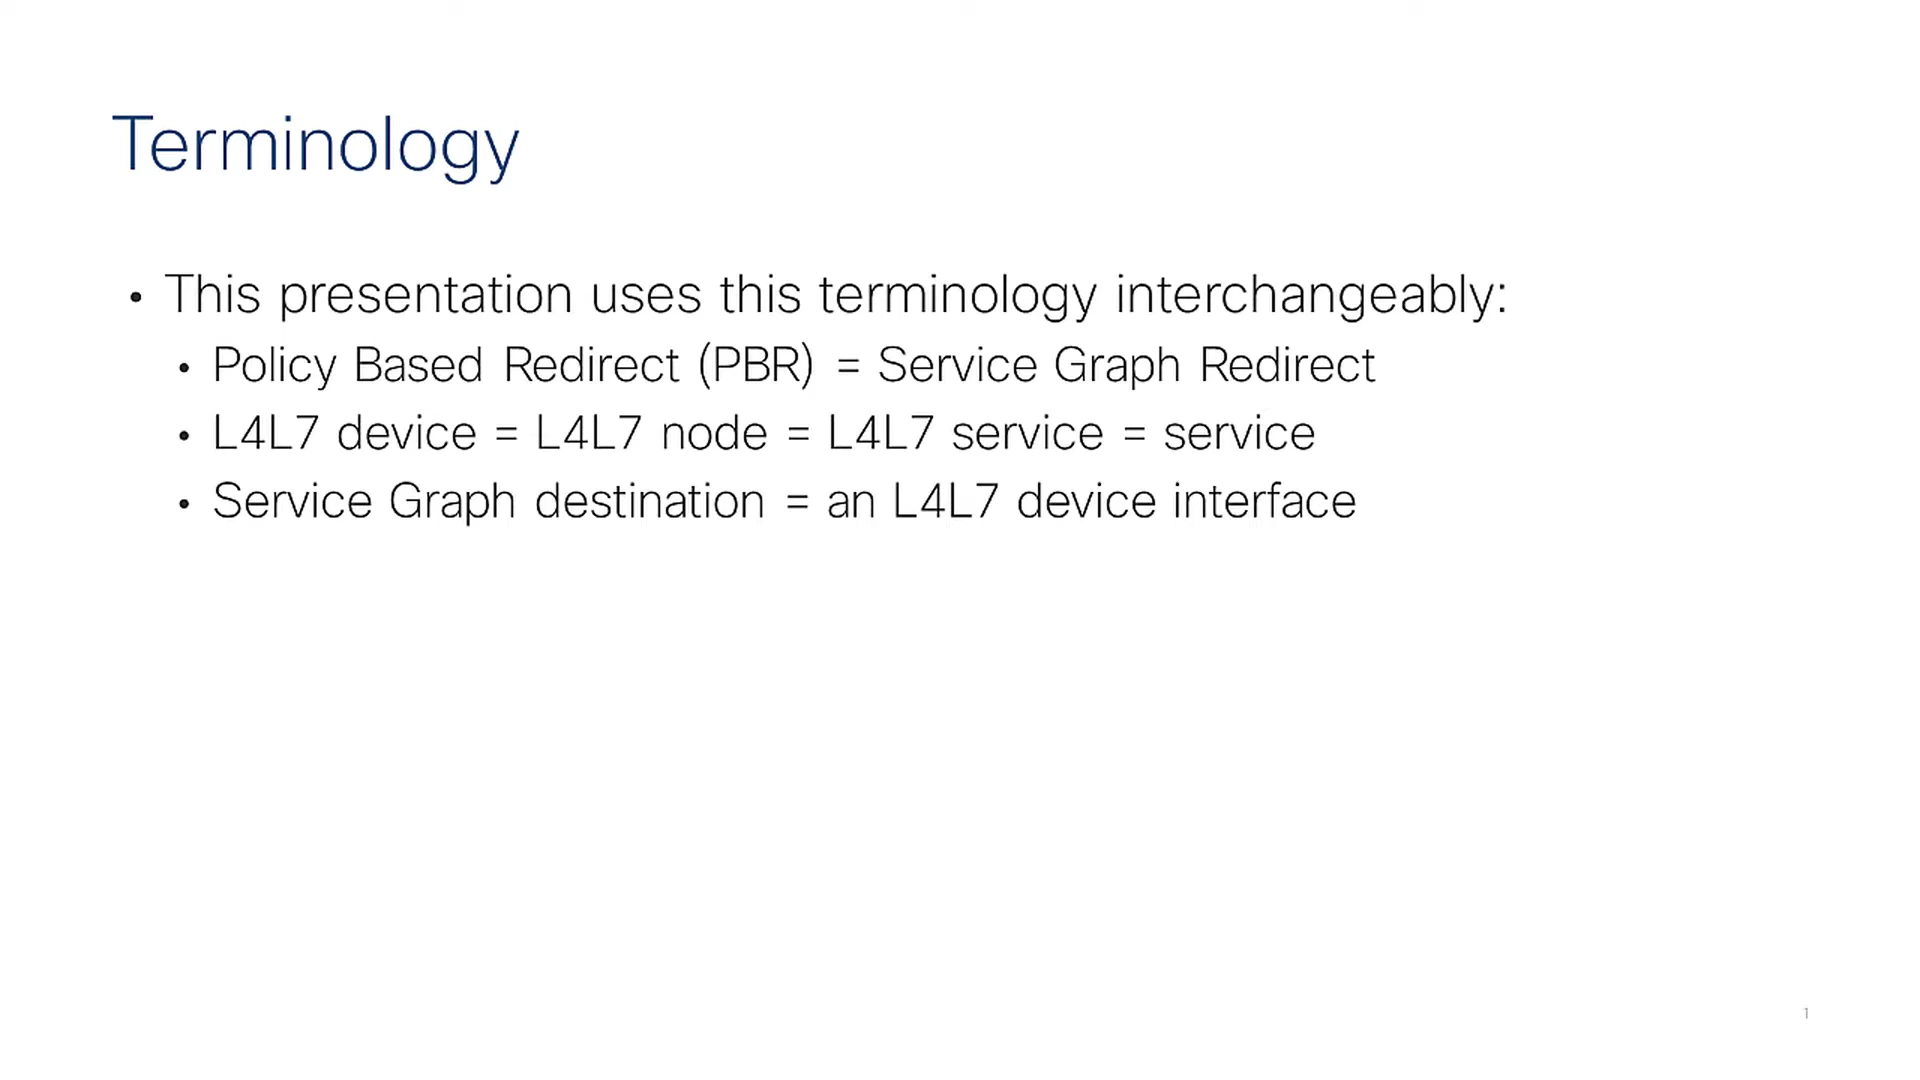 Terminology
• This presentation uses this terminology interchangeably:
• Policy Based Redirect (PBR) = Service Graph Redirect
• L4L7 device = L4L7 node = L4L7 service = service
• Service Graph destination = an L4L7 device interface
1